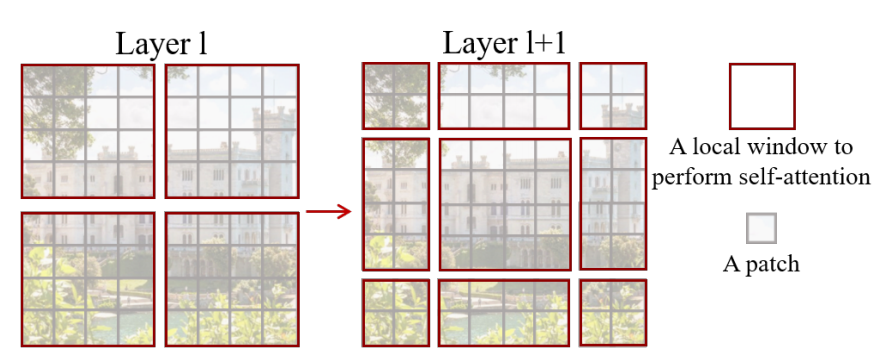 Layer l
Layer l+1
A local window to
perform self-attention
A patch